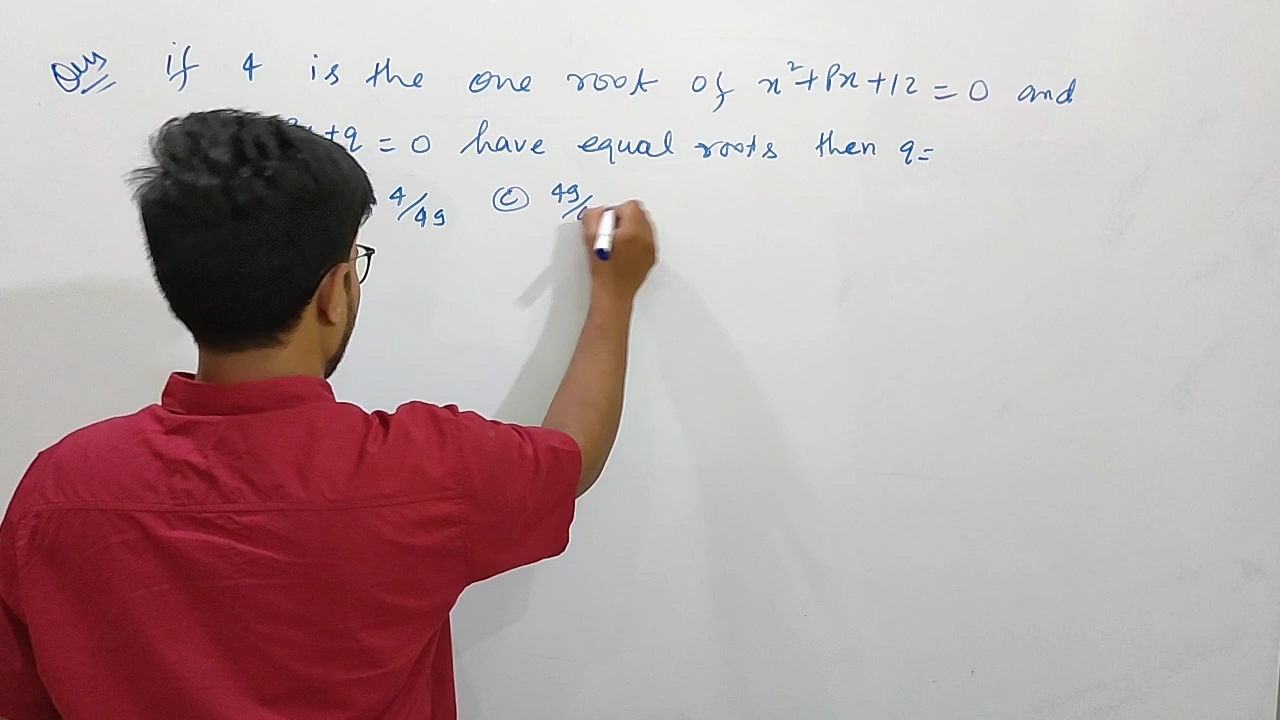 Ques if 4 is the one root of x²+Px+12=0 and
+q=0 have equal roots then q=
4/49 (C) 49/